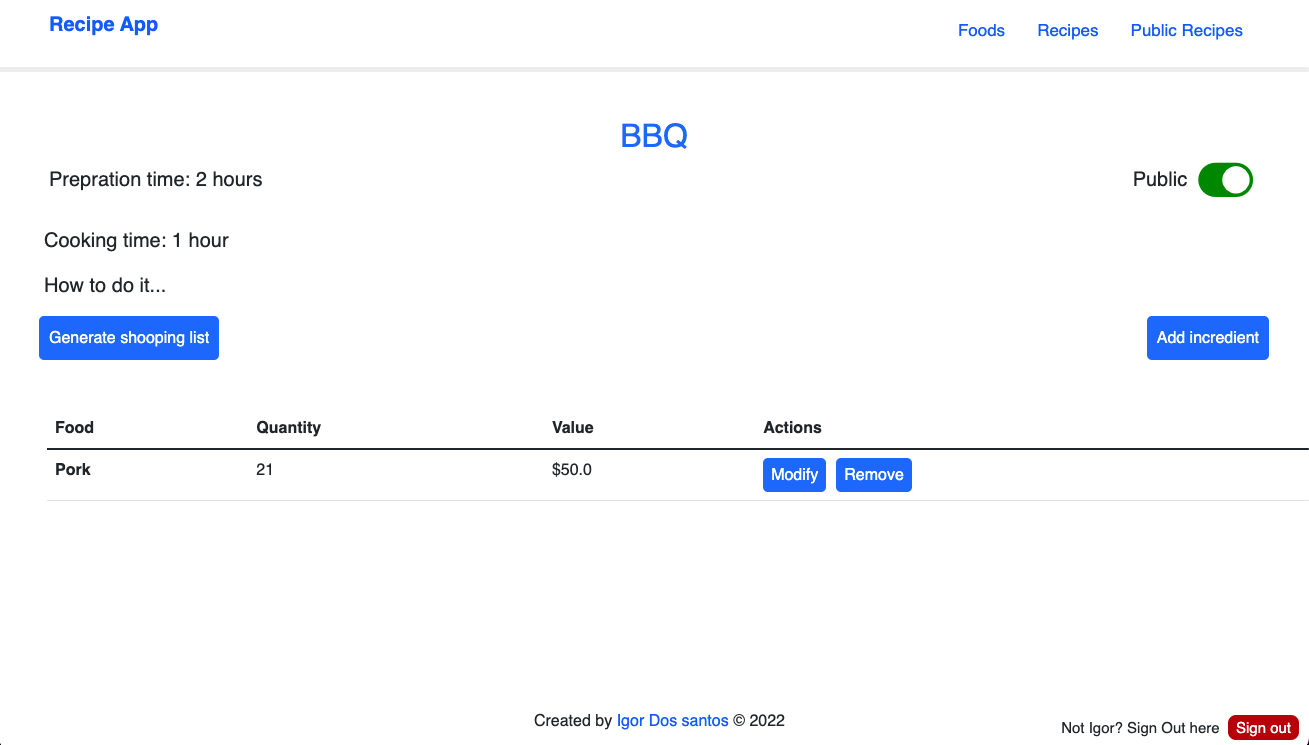 Recipe App
Foods Recipes Public Recipes
BBQ
Prepration time: 2 hours
Public
Cooking time: 1 hour
How to do it...
Generate shooping list
Add incredient
Food Quantity Value Actions
Pork 21 $50.0 Modify Remove
Created by Igor Dos santos © 2022
Not Igor? Sign Out here Sign out